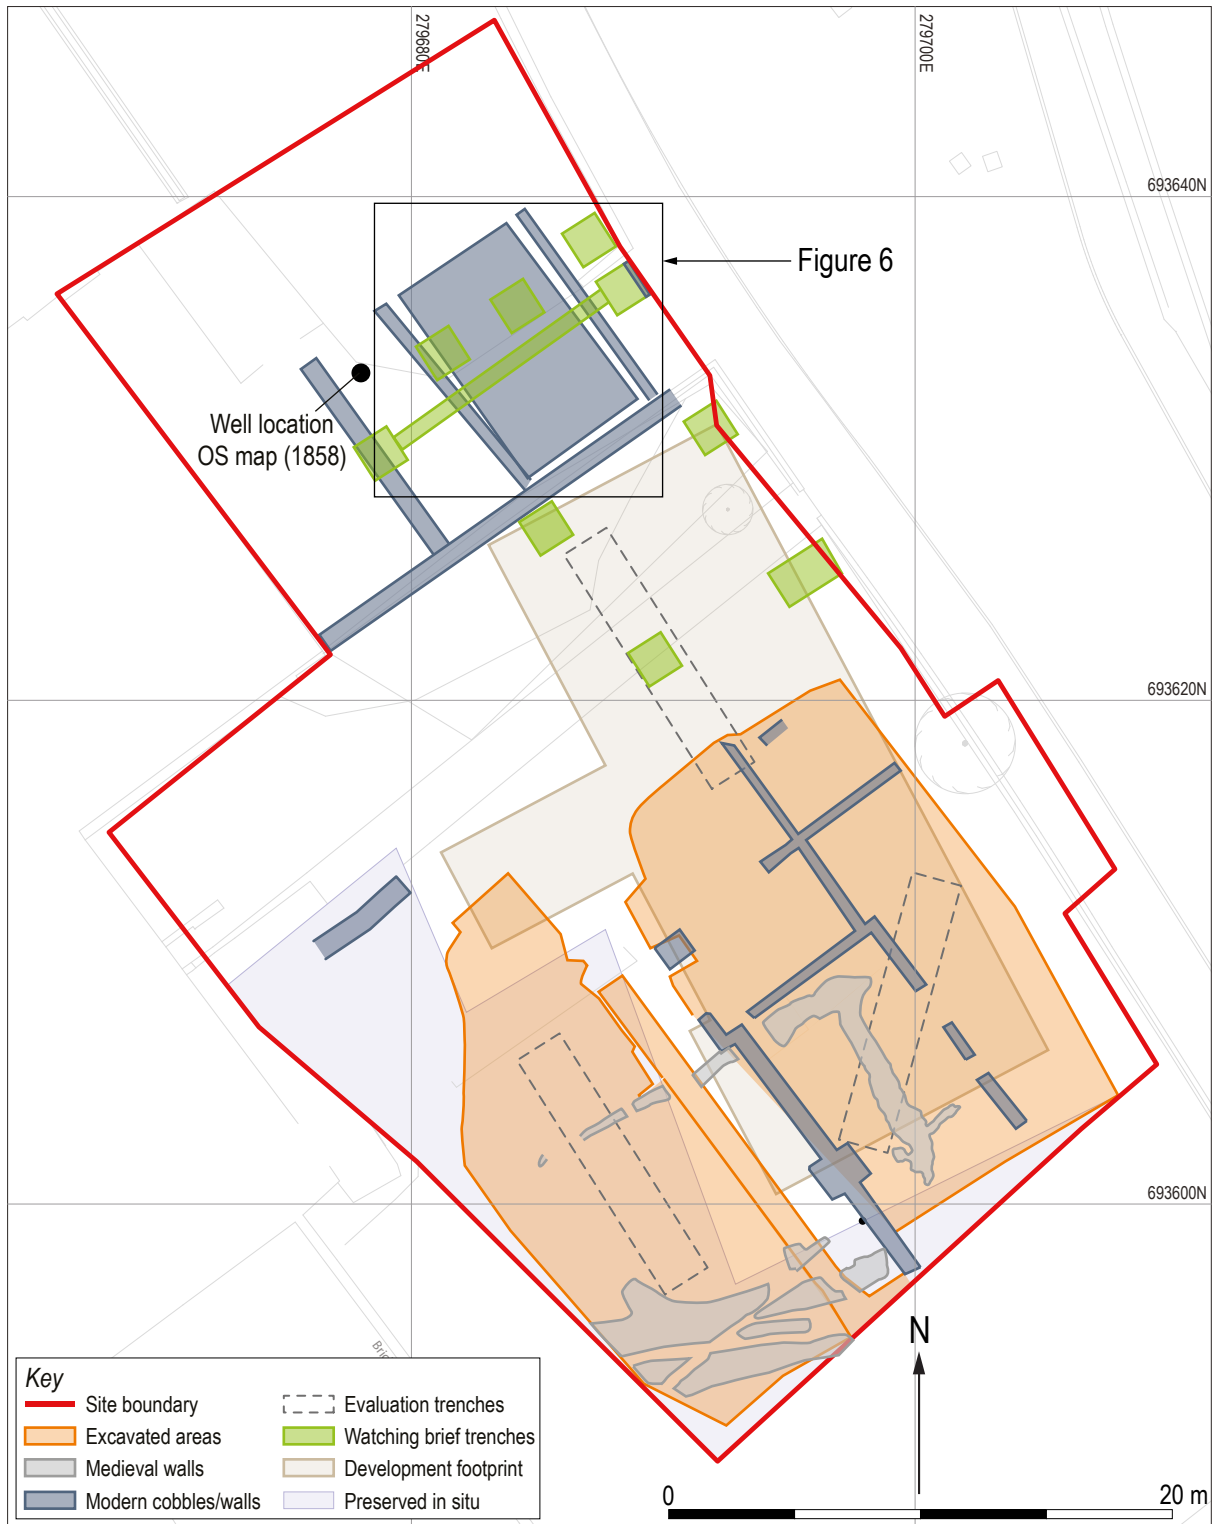 279680E
279700E
693640N
Figure 6
Well location
OS map (1858)
693620N
693600N
N
Key
Site boundary
Excavated areas
Medieval walls
Modern cobbles/walls
Evaluation trenches
Watching brief trenches
Development footprint
Preserved in situ
0
20 m